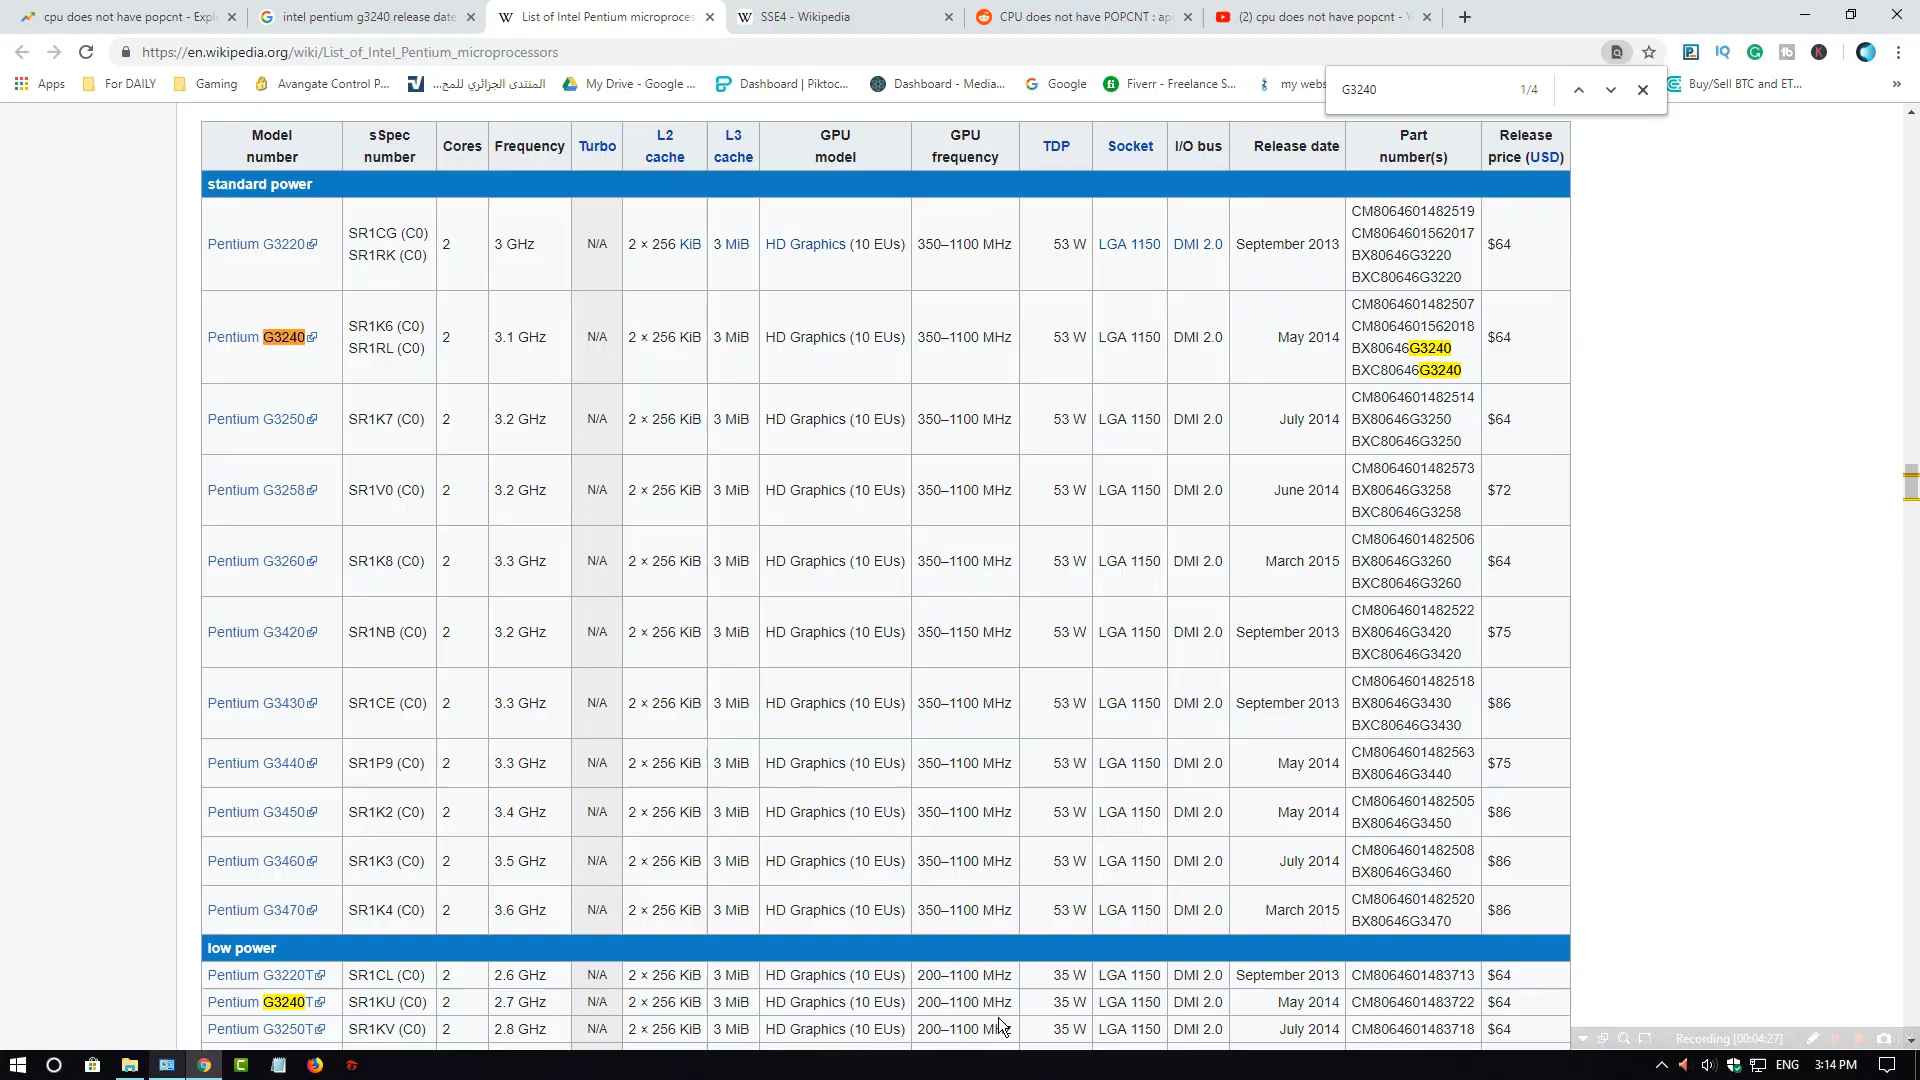 cpu does not have popcnt - Expl
intel pentium g3240 release date
List of Intel Pentium microproces
SSE4 - Wikipedia
CPU does not have POPCNT : ap
(2) cpu does not have popcnt - Y
https://en.wikipedia.org/wiki/List_of_Intel_Pentium_microprocessors
Apps
For DAILY
Gaming
Avangate Control P...
المنتدى الجزائري للمح...
My Drive - Google ...
Dashboard | Piktoc...
Dashboard - Media...
Google
Fiverr - Freelance S...
my webs
Buy/Sell BTC and ET...
G3240 1/4
Model number sSpec number Cores Frequency Turbo L2 cache L3 cache GPU model GPU frequency TDP Socket I/O bus Release date Part number(s) Release price (USD)
standard power
Pentium G3220 SR1CG (C0) SR1RK (C0) 2 3 GHz N/A 2 × 256 KiB 3 MiB HD Graphics (10 EUs) 350–1100 MHz 53 W LGA 1150 DMI 2.0 September 2013 CM8064601482519 CM8064601562017 BX80646G3220 BXC80646G3220 $64
Pentium G3240 SR1K6 (C0) SR1RL (C0) 2 3.1 GHz N/A 2 × 256 KiB 3 MiB HD Graphics (10 EUs) 350–1100 MHz 53 W LGA 1150 DMI 2.0 May 2014 CM8064601482507 CM8064601562018 BX80646G3240 BXC80646G3240 $64
Pentium G3250 SR1K7 (C0) 2 3.2 GHz N/A 2 × 256 KiB 3 MiB HD Graphics (10 EUs) 350–1100 MHz 53 W LGA 1150 DMI 2.0 July 2014 CM8064601482514 BX80646G3250 BXC80646G3250 $64
Pentium G3258 SR1V0 (C0) 2 3.2 GHz N/A 2 × 256 KiB 3 MiB HD Graphics (10 EUs) 350–1100 MHz 53 W LGA 1150 DMI 2.0 June 2014 CM8064601482573 BX80646G3258 BXC80646G3258 $72
Pentium G3260 SR1K8 (C0) 2 3.3 GHz N/A 2 × 256 KiB 3 MiB HD Graphics (10 EUs) 350–1100 MHz 53 W LGA 1150 DMI 2.0 March 2015 CM8064601482506 BX80646G3260 BXC80646G3260 $64
Pentium G3420 SR1NB (C0) 2 3.2 GHz N/A 2 × 256 KiB 3 MiB HD Graphics (10 EUs) 350–1150 MHz 53 W LGA 1150 DMI 2.0 September 2013 CM8064601482522 BX80646G3420 BXC80646G3420 $75
Pentium G3430 SR1CE (C0) 2 3.3 GHz N/A 2 × 256 KiB 3 MiB HD Graphics (10 EUs) 350–1100 MHz 53 W LGA 1150 DMI 2.0 September 2013 CM8064601482518 BX80646G3430 BXC80646G3430 $86
Pentium G3440 SR1P9 (C0) 2 3.3 GHz N/A 2 × 256 KiB 3 MiB HD Graphics (10 EUs) 350–1100 MHz 53 W LGA 1150 DMI 2.0 May 2014 CM8064601482563 BX80646G3440 $75
Pentium G3450 SR1K2 (C0) 2 3.4 GHz N/A 2 × 256 KiB 3 MiB HD Graphics (10 EUs) 350–1100 MHz 53 W LGA 1150 DMI 2.0 May 2014 CM8064601482505 BX80646G3450 $86
Pentium G3460 SR1K3 (C0) 2 3.5 GHz N/A 2 × 256 KiB 3 MiB HD Graphics (10 EUs) 350–1100 MHz 53 W LGA 1150 DMI 2.0 July 2014 CM8064601482508 BX80646G3460 $86
Pentium G3470 SR1K4 (C0) 2 3.6 GHz N/A 2 × 256 KiB 3 MiB HD Graphics (10 EUs) 350–1100 MHz 53 W LGA 1150 DMI 2.0 March 2015 CM8064601482520 BX80646G3470 $86
low power
Pentium G3220T SR1CL (C0) 2 2.6 GHz N/A 2 × 256 KiB 3 MiB HD Graphics (10 EUs) 200–1100 MHz 35 W LGA 1150 DMI 2.0 September 2013 CM8064601483713 $64
Pentium G3240T SR1KU (C0) 2 2.7 GHz N/A 2 × 256 KiB 3 MiB HD Graphics (10 EUs) 200–1100 MHz 35 W LGA 1150 DMI 2.0 May 2014 CM8064601483722 $64
Pentium G3250T SR1KV (C0) 2 2.8 GHz N/A 2 × 256 KiB 3 MiB HD Graphics (10 EUs) 200–1100 MHz 35 W LGA 1150 DMI 2.0 July 2014 CM8064601483718 $64
Recording [00:04:27]
ENG 3:14 PM